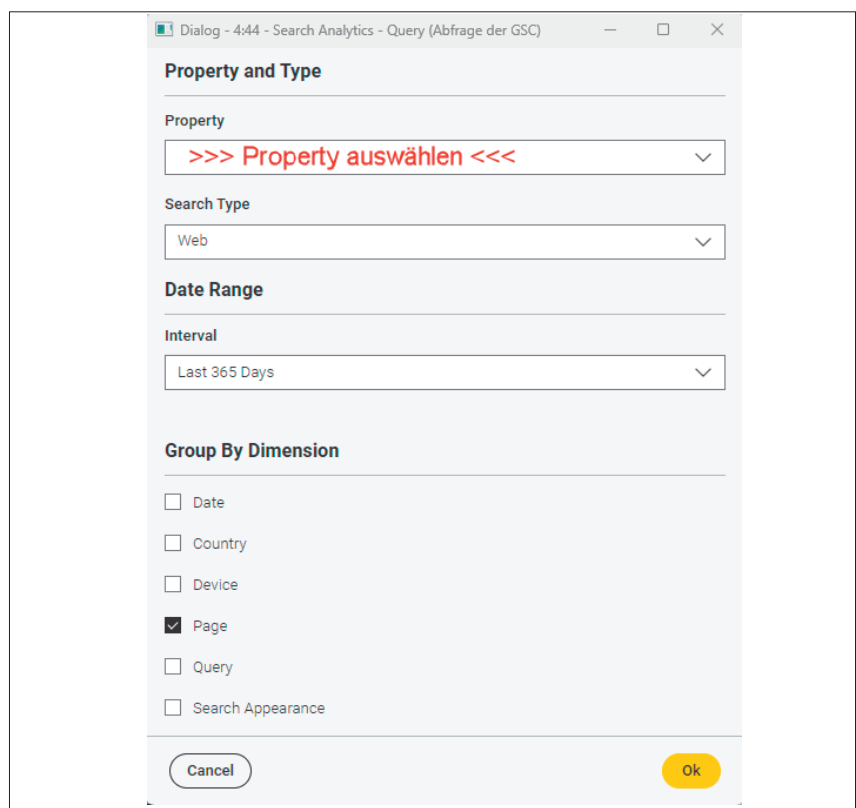 Dialog - 4:44 - Search Analytics - Query (Abfrage der GSC)
Property and Type
Property
>>> Property auswählen <<<
Search Type
Web
Date Range
Interval
Last 365 Days
Group By Dimension
Date
Country
Device
Page
Query
Search Appearance
Cancel
Ok